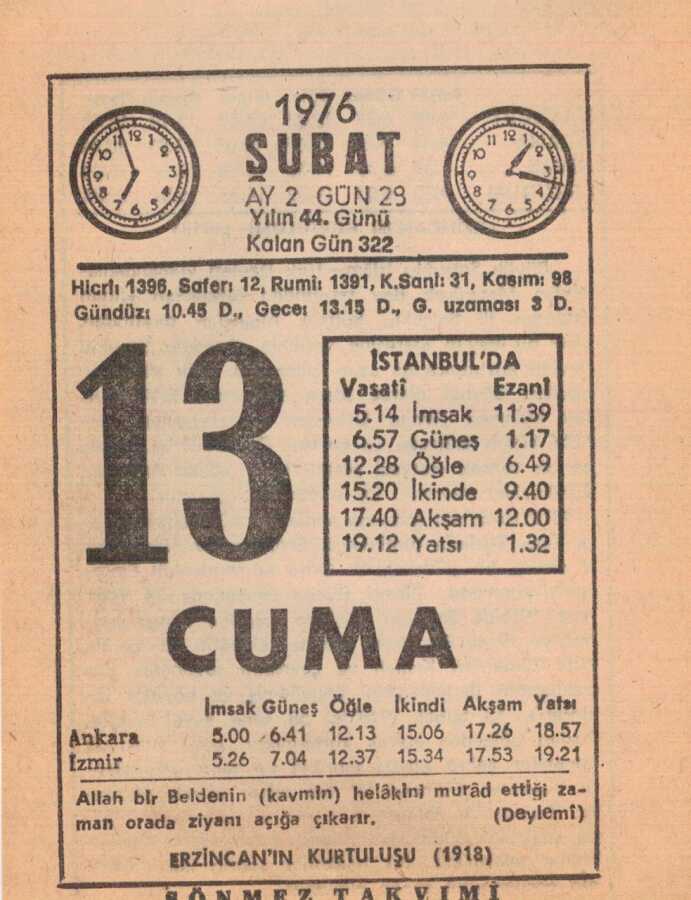 1976
ŞUBAT
AY 2 GÜN 29
Yılın 44. Günü
Kalan Gün 322
Hicrî: 1396, Safer: 12, Rumî: 1391, K.Sani: 31, Kasım: 98
Gündüz: 10.45 D., Gece: 13.15 D., G. uzaması 3 D.
13
İSTANBUL'DA
Vasatî Ezanî
5.14 İmsak 11.39
6.57 Güneş 1.17
12.28 Öğle 6.49
15.20 İkinde 9.40
17.40 Akşam 12.00
19.12 Yatsı 1.32
CUMA
İmsak Güneş Öğle İkindi Akşam Yatsı
Ankara 5.00 6.41 12.13 15.06 17.26 18.57
İzmir 5.26 7.04 12.37 15.34 17.53 19.21
Allah bir Beldenin (kavmin) helâkini murâd ettiği za-
man orada ziyanı açığa çıkarır. (Deylemî)
ERZİNCAN'IN KURTULUŞU (1918)
SÖNMEZ TAKVİMİ